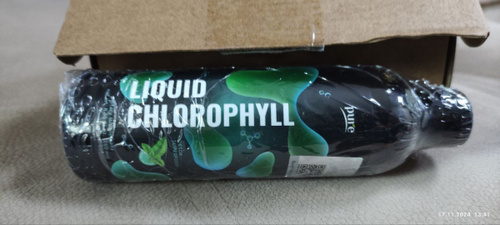 LIQUID
CHLOROPHYLL
pure
17.11.2024 13:41